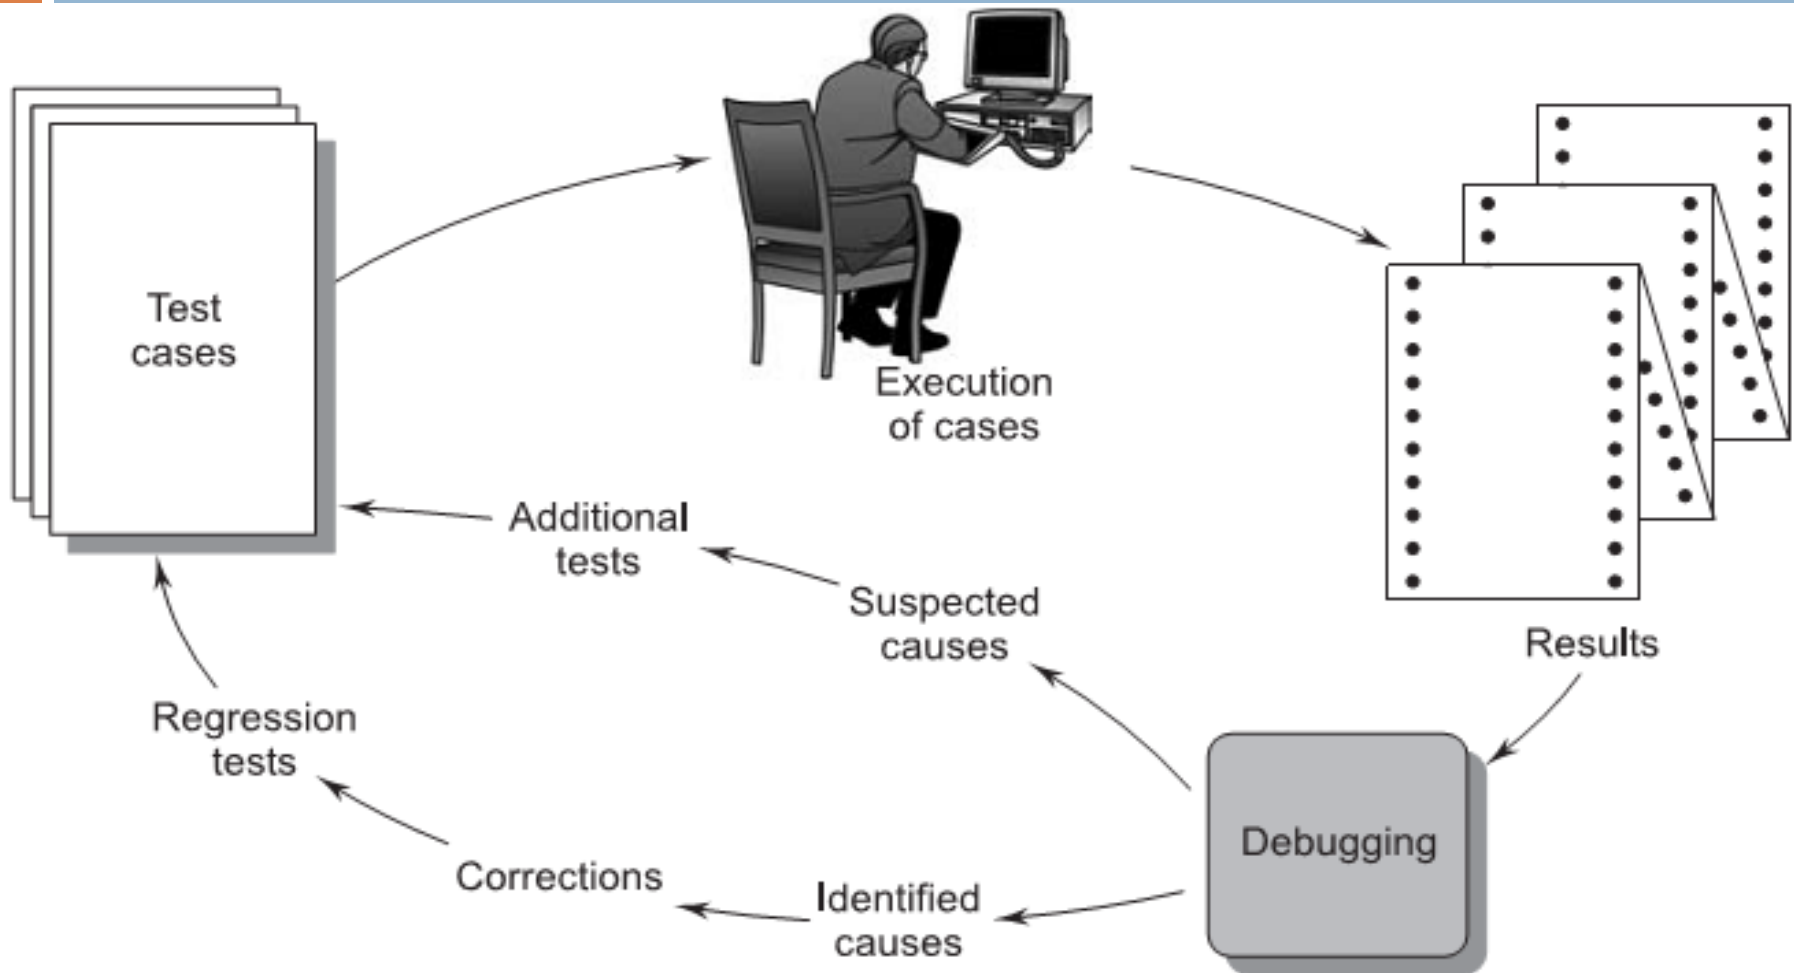 Test
cases
Execution
of cases
Additional
tests
Suspected
causes
Results
Regression
tests
Debugging
Corrections
Identified
causes